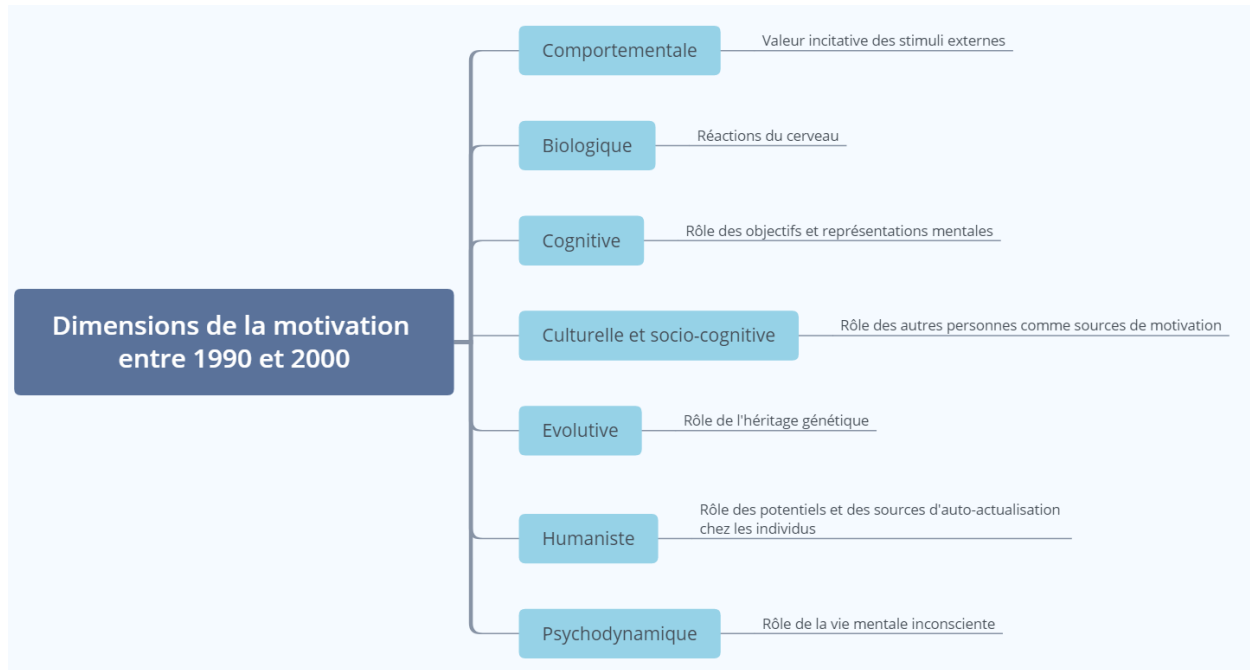 Comportementale
Valeur incitative des stimuli externes
Biologique
Réactions du cerveau
Cognitive
Rôle des objectifs et représentations mentales
Dimensions de la motivation
entre 1990 et 2000
Culturelle et socio-cognitive
Rôle des autres personnes comme sources de motivation
Evolutive
Rôle de l'héritage génétique
Humaniste
Rôle des potentiels et des sources d'auto-actualisation
chez les individus
Psychodynamique
Rôle de la vie mentale inconsciente